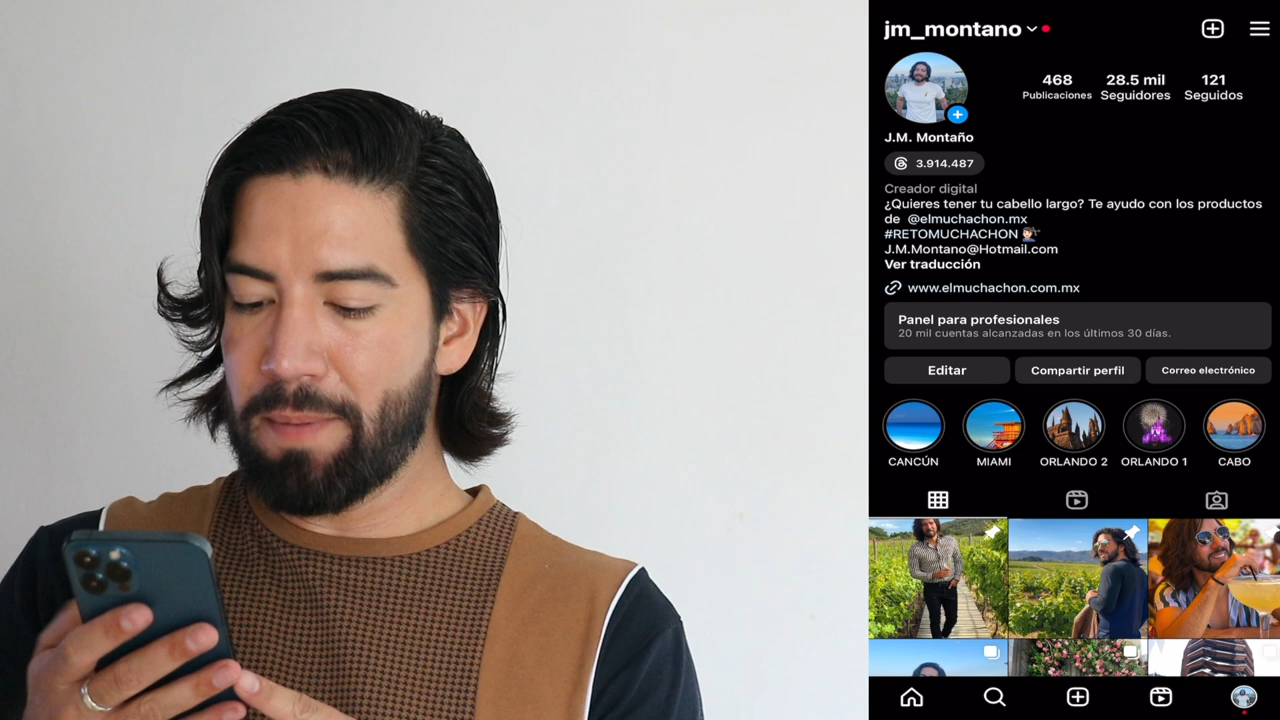 jm_montano
468
28.5 mil
121
Publicaciones
Seguidores
Seguidos
J.M. Montaño
3.914.487
Creador digital
¿Quieres tener tu cabello largo? Te ayudo con los productos
de @elmuchachon.mx
#RETOMUCHACHON
J.M.Montano@Hotmail.com
Ver traducción
www.elmuchachon.com.mx
Panel para profesionales
20 mil cuentas alcanzadas en los últimos 30 días.
Editar
Compartir perfil
Correo electrónico
CANCÚN
MIAMI
ORLANDO 2
ORLANDO 1
CABO